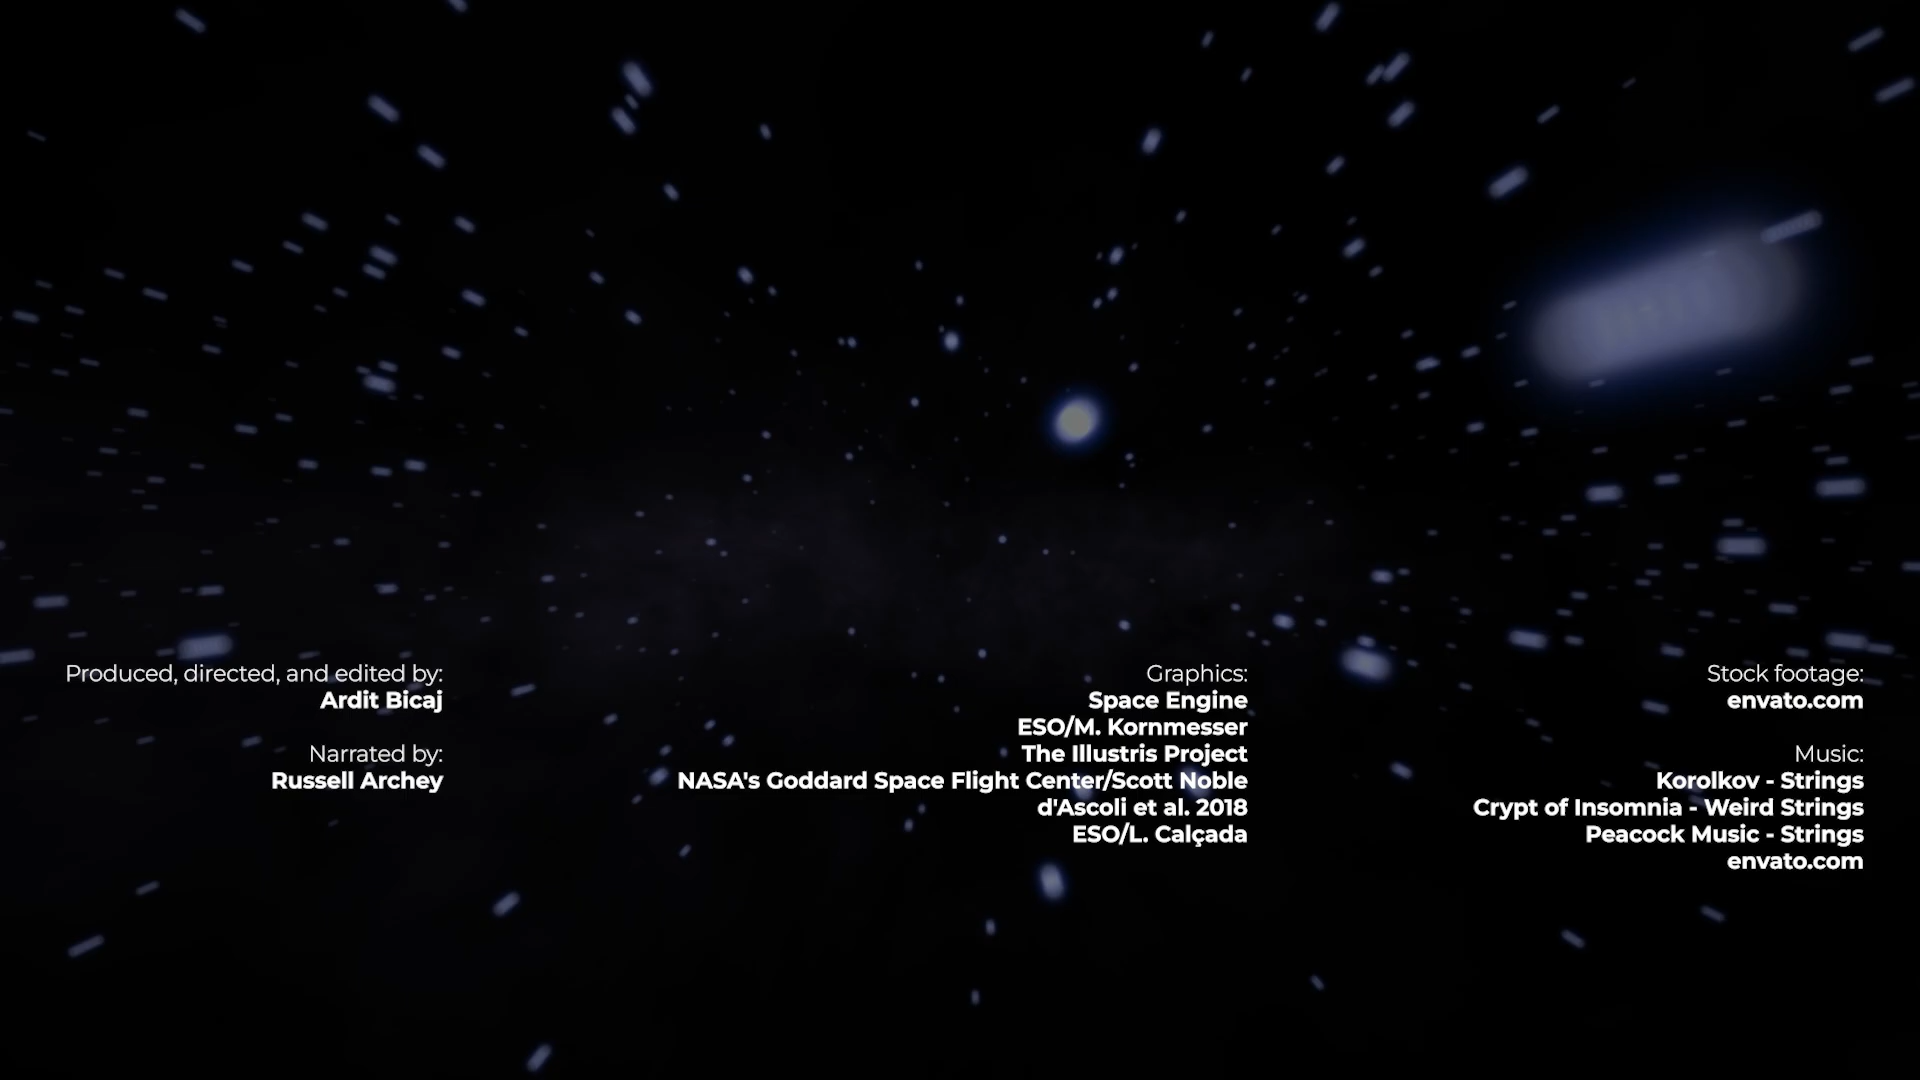 Produced, directed, and edited by:
Ardit Bicaj
Narrated by:
Russell Archey
Graphics:
Space Engine
ESO/M. Kornmesser
The Illustris Project
NASA's Goddard Space Flight Center/Scott Noble
d'Ascoli et al. 2018
ESO/L. Calçada
Stock footage:
envato.com
Music:
Korolkov - Strings
Crypt of Insomnia - Weird Strings
Peacock Music - Strings
envato.com